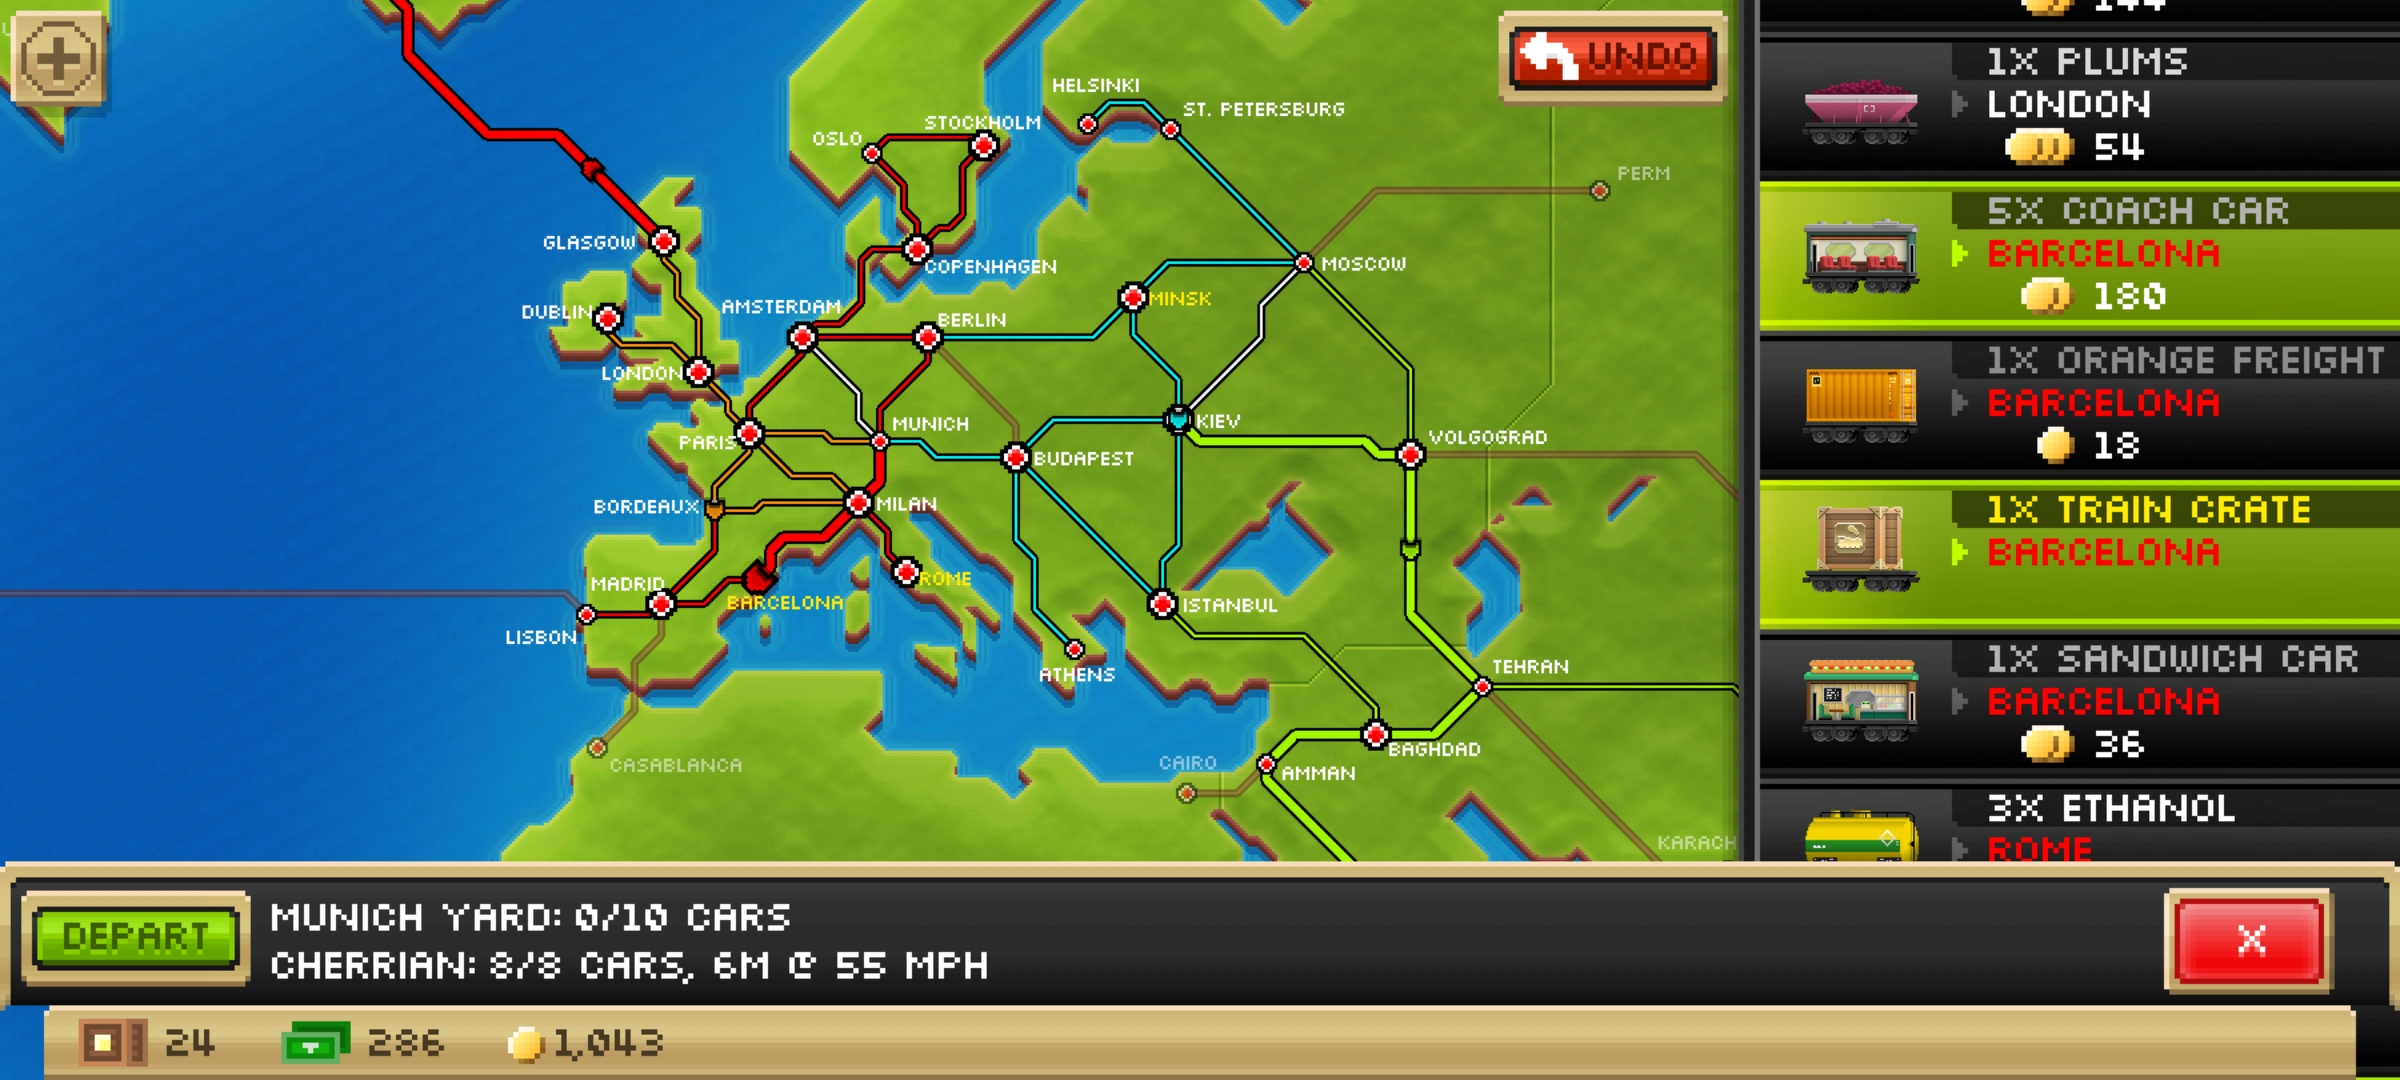 UNDO
HELSINKI
ST. PETERSBURG
STOCKHOLM
OSLO
PERM
GLASGOW
COPENHAGEN
MOSCOW
DUBLIN
AMSTERDAM
MINSK
BERLIN
LONDON
MUNICH
KIEV
VOLGOGRAD
PARIS
BUDAPEST
BORDEAUX
MILAN
MADRID
ROME
BARCELONA
ISTANBUL
LISBON
ATHENS
TEHRAN
CASABLANCA
CAIRO
AMMAN
BAGHDAD
KARACH
1X PLUMS
LONDON
54
5X COACH CAR
BARCELONA
180
1X ORANGE FREIGHT
BARCELONA
18
1X TRAIN CRATE
BARCELONA
1X SANDWICH CAR
BARCELONA
36
3X ETHANOL
ROME
DEPART
MUNICH YARD: 0/10 CARS
CHERRIAN: 8/8 CARS, 6M @ 55 MPH
X
24
286
1,043